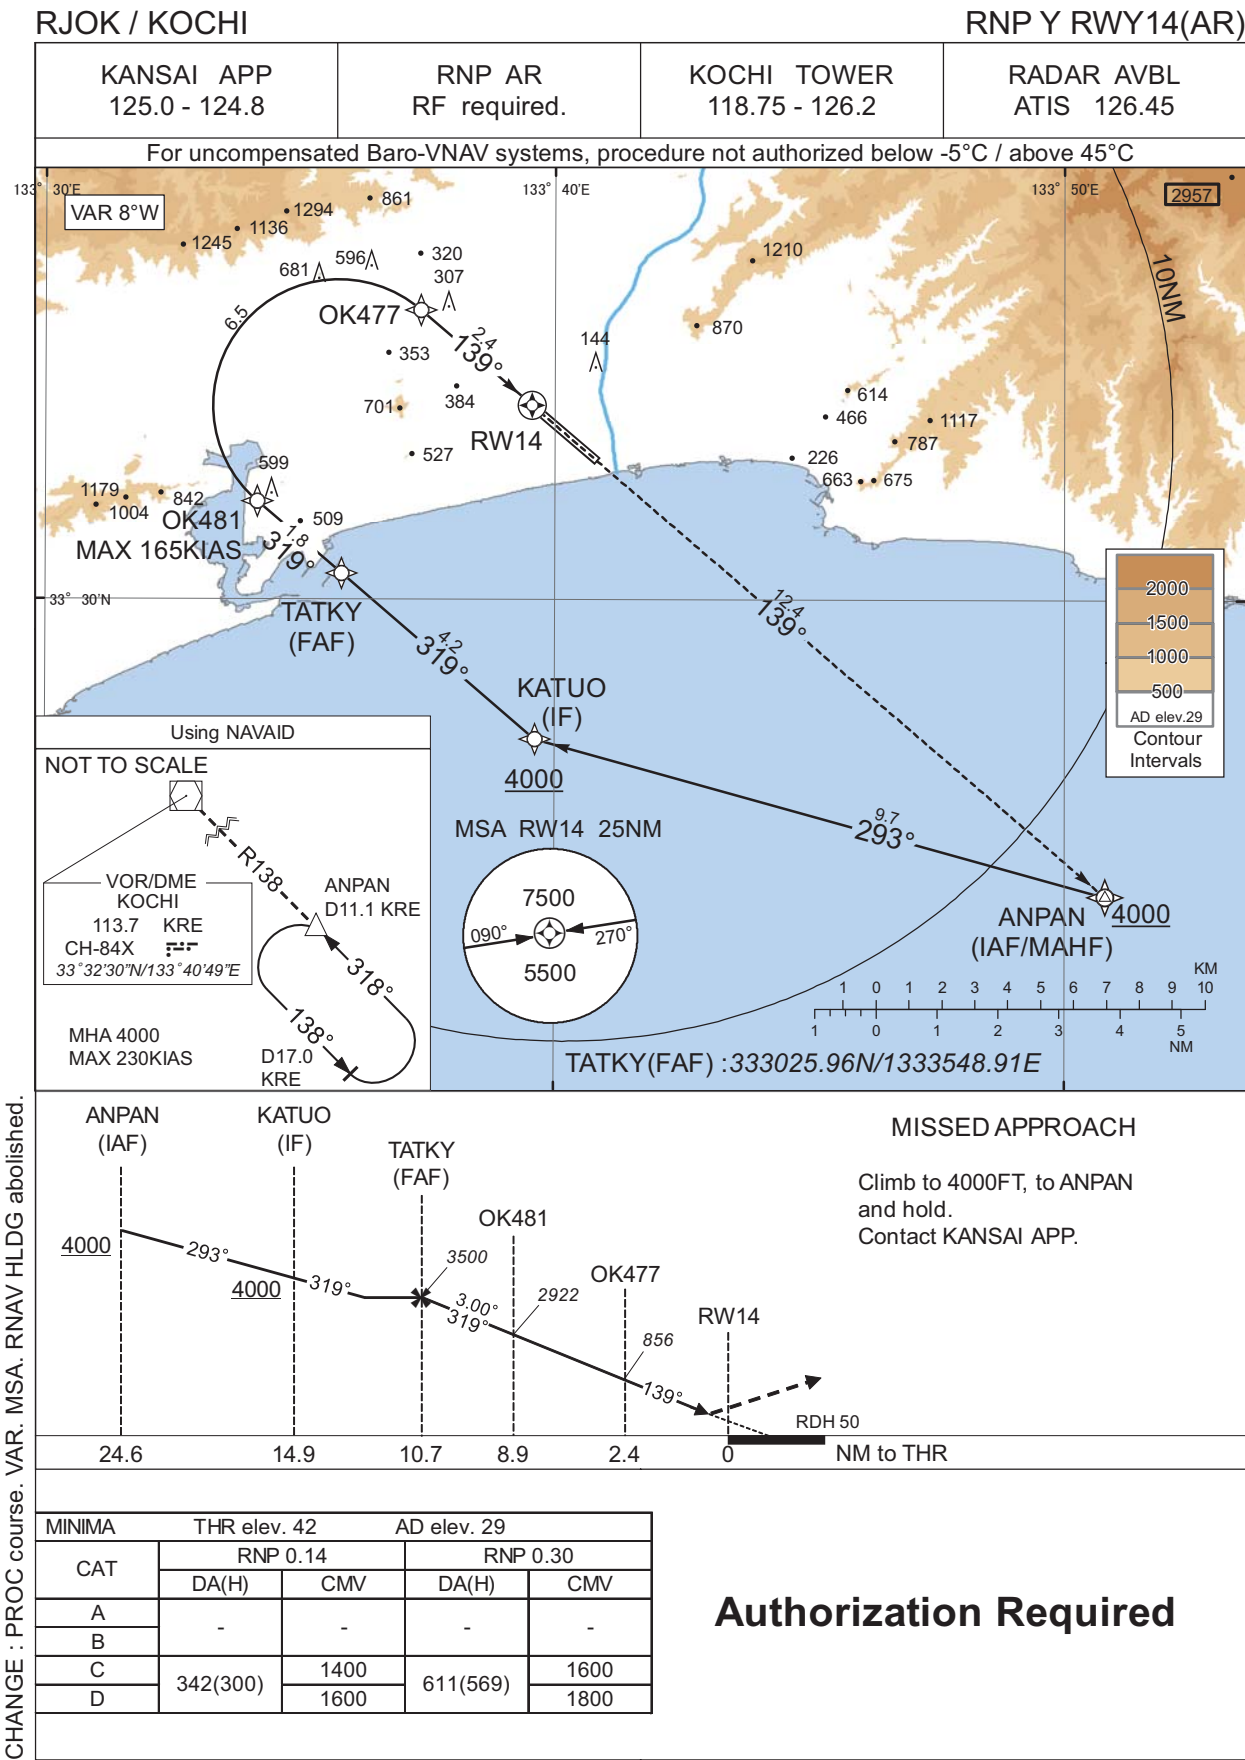 RJOK / KOCHI
RNP Y RWY14(AR)
KANSAI APP
125.0 - 124.8
RNP AR
RF required.
KOCHI TOWER
118.75 - 126.2
RADAR AVBL
ATIS 126.45
For uncompensated Baro-VNAV systems, procedure not authorized below -5°C / above 45°C
133° 30'E
133° 40'E
133° 50'E
VAR 8°W
2957
861
1294
1136
1245
596
320
681
307
1210
10NM
6.5
OK477
2.4
139°
870
144
353
384
701
RW14
614
466
1117
787
527
226
663
675
599
1179
842
1004
OK481
MAX 165KIAS
509
1.8
319°
33° 30'N
TATKY
(FAF)
4.2
319°
12.4
139°
2000
1500
1000
500
AD elev.29
Contour
Intervals
KATUO
(IF)
4000
9.7
293°
ANPAN
(IAF/MAHF)
4000
Using NAVAID
NOT TO SCALE
R138
VOR/DME
KOCHI
113.7 KRE
CH-84X
33°32'30"N/133°40'49"E
ANPAN
D11.1 KRE
318°
138°
MHA 4000
MAX 230KIAS
D17.0
KRE
MSA RW14 25NM
7500
090°
270°
5500
KM
1 0 1 2 3 4 5 6 7 8 9 10
1 0 1 2 3 4 5
NM
TATKY(FAF) :333025.96N/1333548.91E
ANPAN
(IAF)
KATUO
(IF)
TATKY
(FAF)
OK481
OK477
RW14
4000
293°
4000
319°
3500
3.00°
319°
2922
856
139°
RDH 50
24.6
14.9
10.7
8.9
2.4
0
NM to THR
MISSED APPROACH
Climb to 4000FT, to ANPAN
and hold.
Contact KANSAI APP.
MINIMA THR elev. 42 AD elev. 29
CAT RNP 0.14 RNP 0.30
DA(H) CMV DA(H) CMV
A
- - - -
B
C 1400 1600
342(300) 611(569)
D 1600 1800
Authorization Required
CHANGE : PROC course. VAR. MSA. RNAV HLDG abolished.